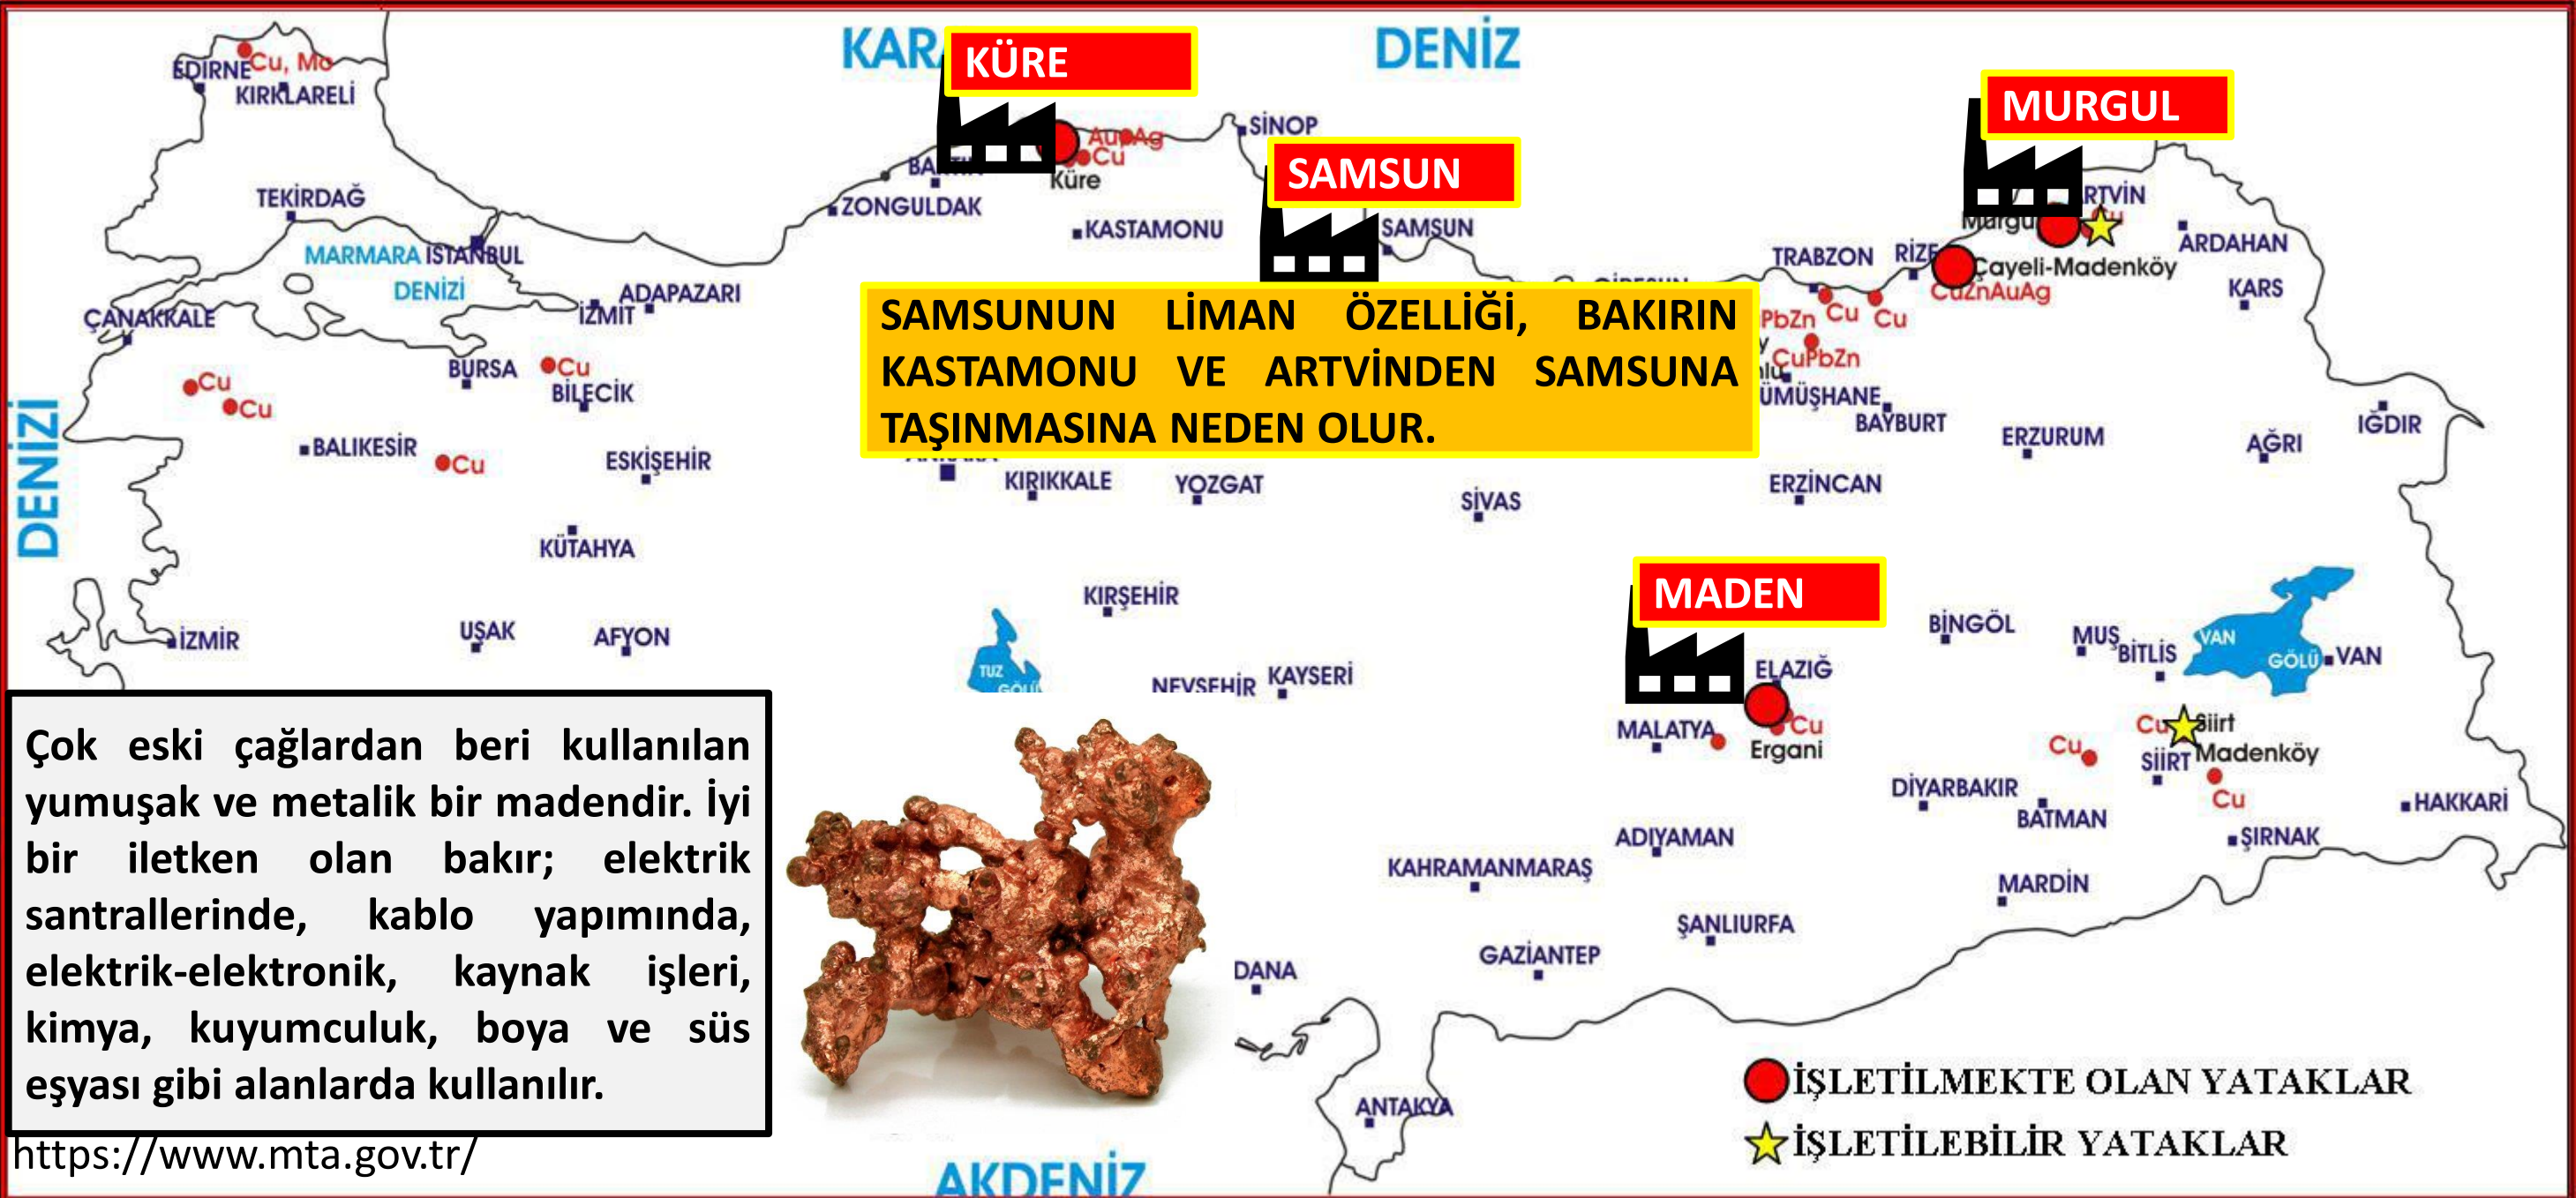 KARA
DENİZ
KÜRE
MURGUL
SAMSUN
Cu, Mo
EDİRNE
KIRKLARELİ
SİNOP
AuAg
Cu
Küre
TEKİRDAĞ
ZONGULDAK
KASTAMONU
SAMSUN
ARTVİN
Cu
Murgul
ARDAHAN
MARMARA
İSTANBUL
DENİZİ
TRABZON
RİZE
Çayeli-Madenköy
CuZnAuAg
KARS
ADAPAZARI
İZMİT
ÇANAKKALE
SAMSUNUN LİMAN ÖZELLİĞİ, BAKIRIN
KASTAMONU VE ARTVİNDEN SAMSUNA
TAŞINMASINA NEDEN OLUR.
PbZn
Cu
Cu
CuPbZn
BURSA
Cu
BİLECİK
Cu
Cu
ÜMÜŞHANE
BAYBURT
ERZURUM
AĞRI
IĞDIR
DENİZİ
BALIKESİR
Cu
ESKİŞEHİR
KIRIKKALE
YOZGAT
SİVAS
ERZİNCAN
KÜTAHYA
KIRŞEHİR
MADEN
BİNGÖL
MUŞ
BİTLİS
VAN
GÖLÜ
VAN
İZMİR
UŞAK
AFYON
TUZ
GÖLÜ
NEVŞEHİR
KAYSERİ
ELAZIĞ
MALATYA
Cu
Ergani
Cu
Cu
Siirt
Madenköy
SİİRT
Cu
DİYARBAKIR
BATMAN
HAKKARİ
ŞIRNAK
ADIYAMAN
KAHRAMANMARAŞ
MARDİN
ŞANLIURFA
GAZİANTEP
DANA
ANTAKYA
Çok eski çağlardan beri kullanılan
yumuşak ve metalik bir madendir. İyi
bir iletken olan bakır; elektrik
santrallerinde, kablo yapımında,
elektrik-elektronik, kaynak işleri,
kimya, kuyumculuk, boya ve süs
eşyası gibi alanlarda kullanılır.
https://www.mta.gov.tr/
AKDENİZ
İŞLETİLMEKTE OLAN YATAKLAR
İŞLETİLEBİLİR YATAKLAR